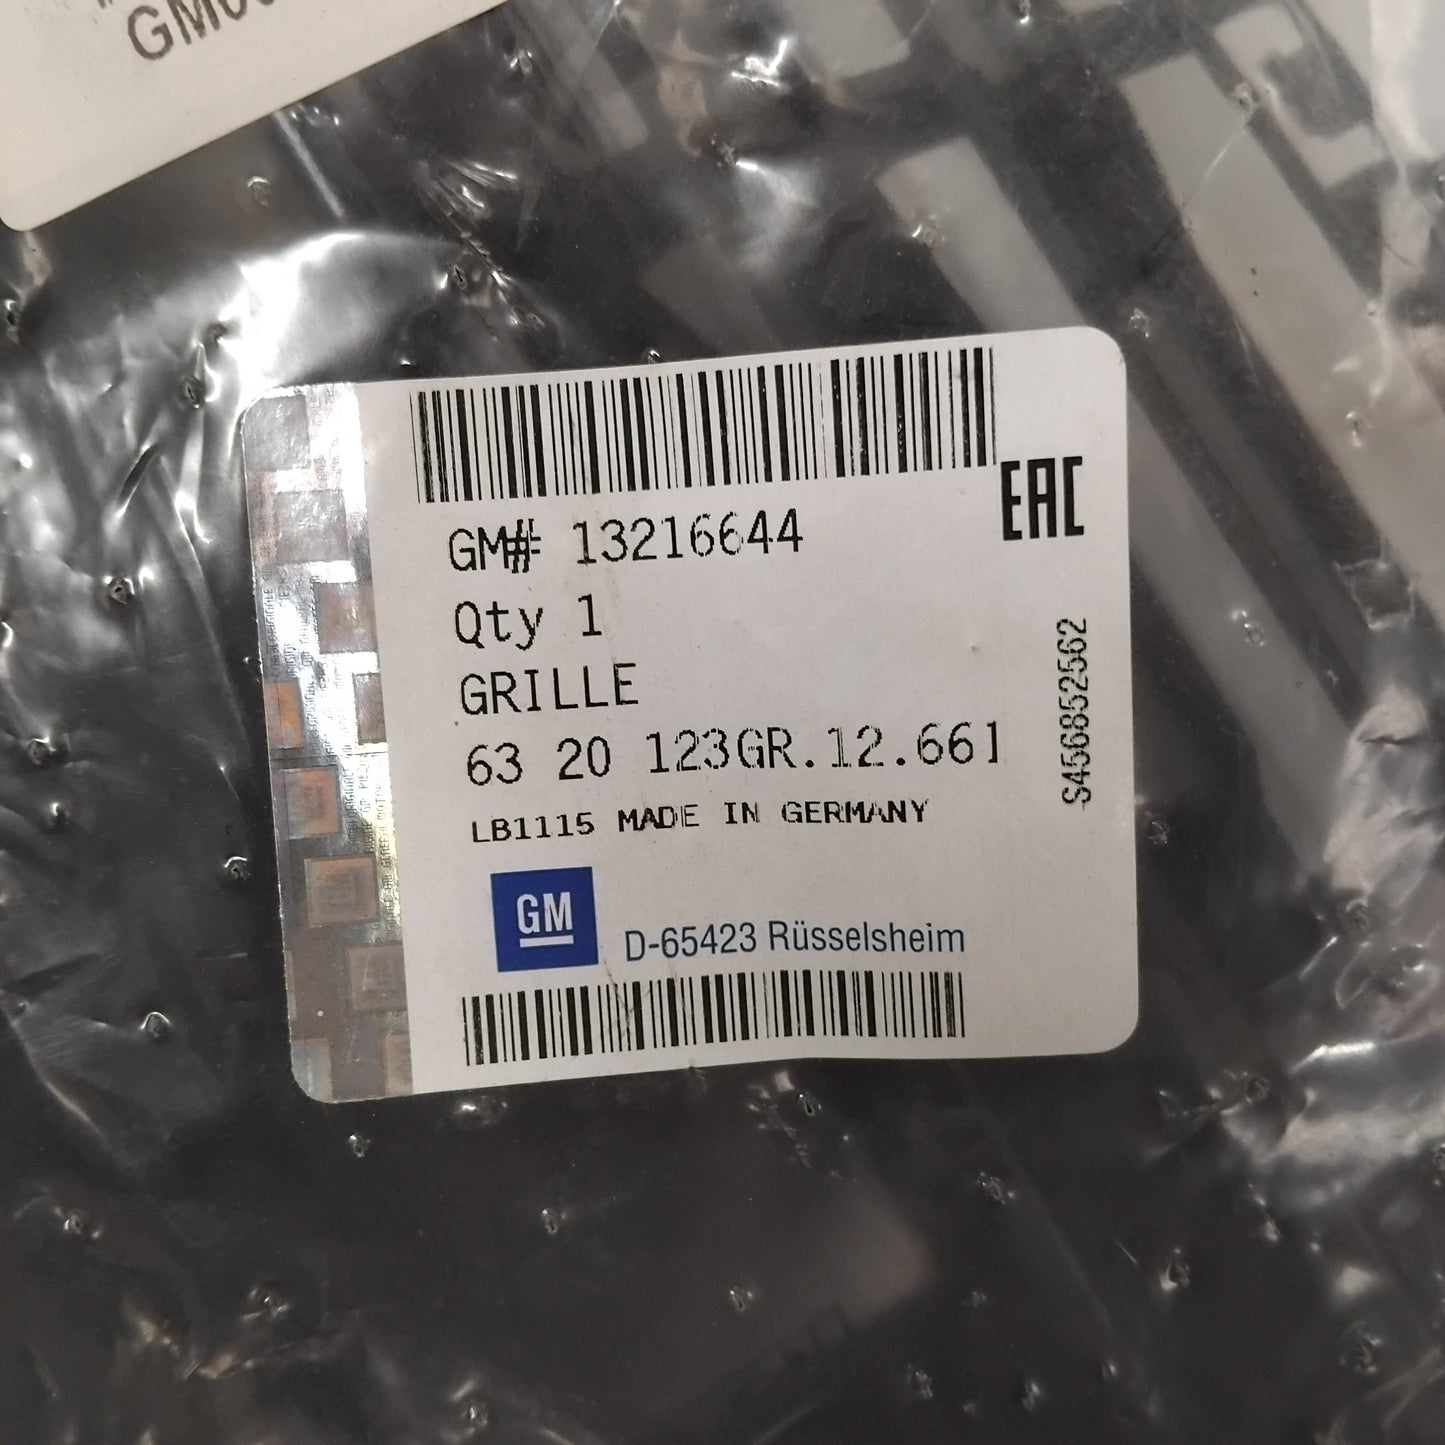 GM# 13216644
EAC
Qty 1
GRILLE
63 20 123GR.12.661
LB1115 MADE IN GERMANY
S456852562
GM
D-65423 Rüsselsheim